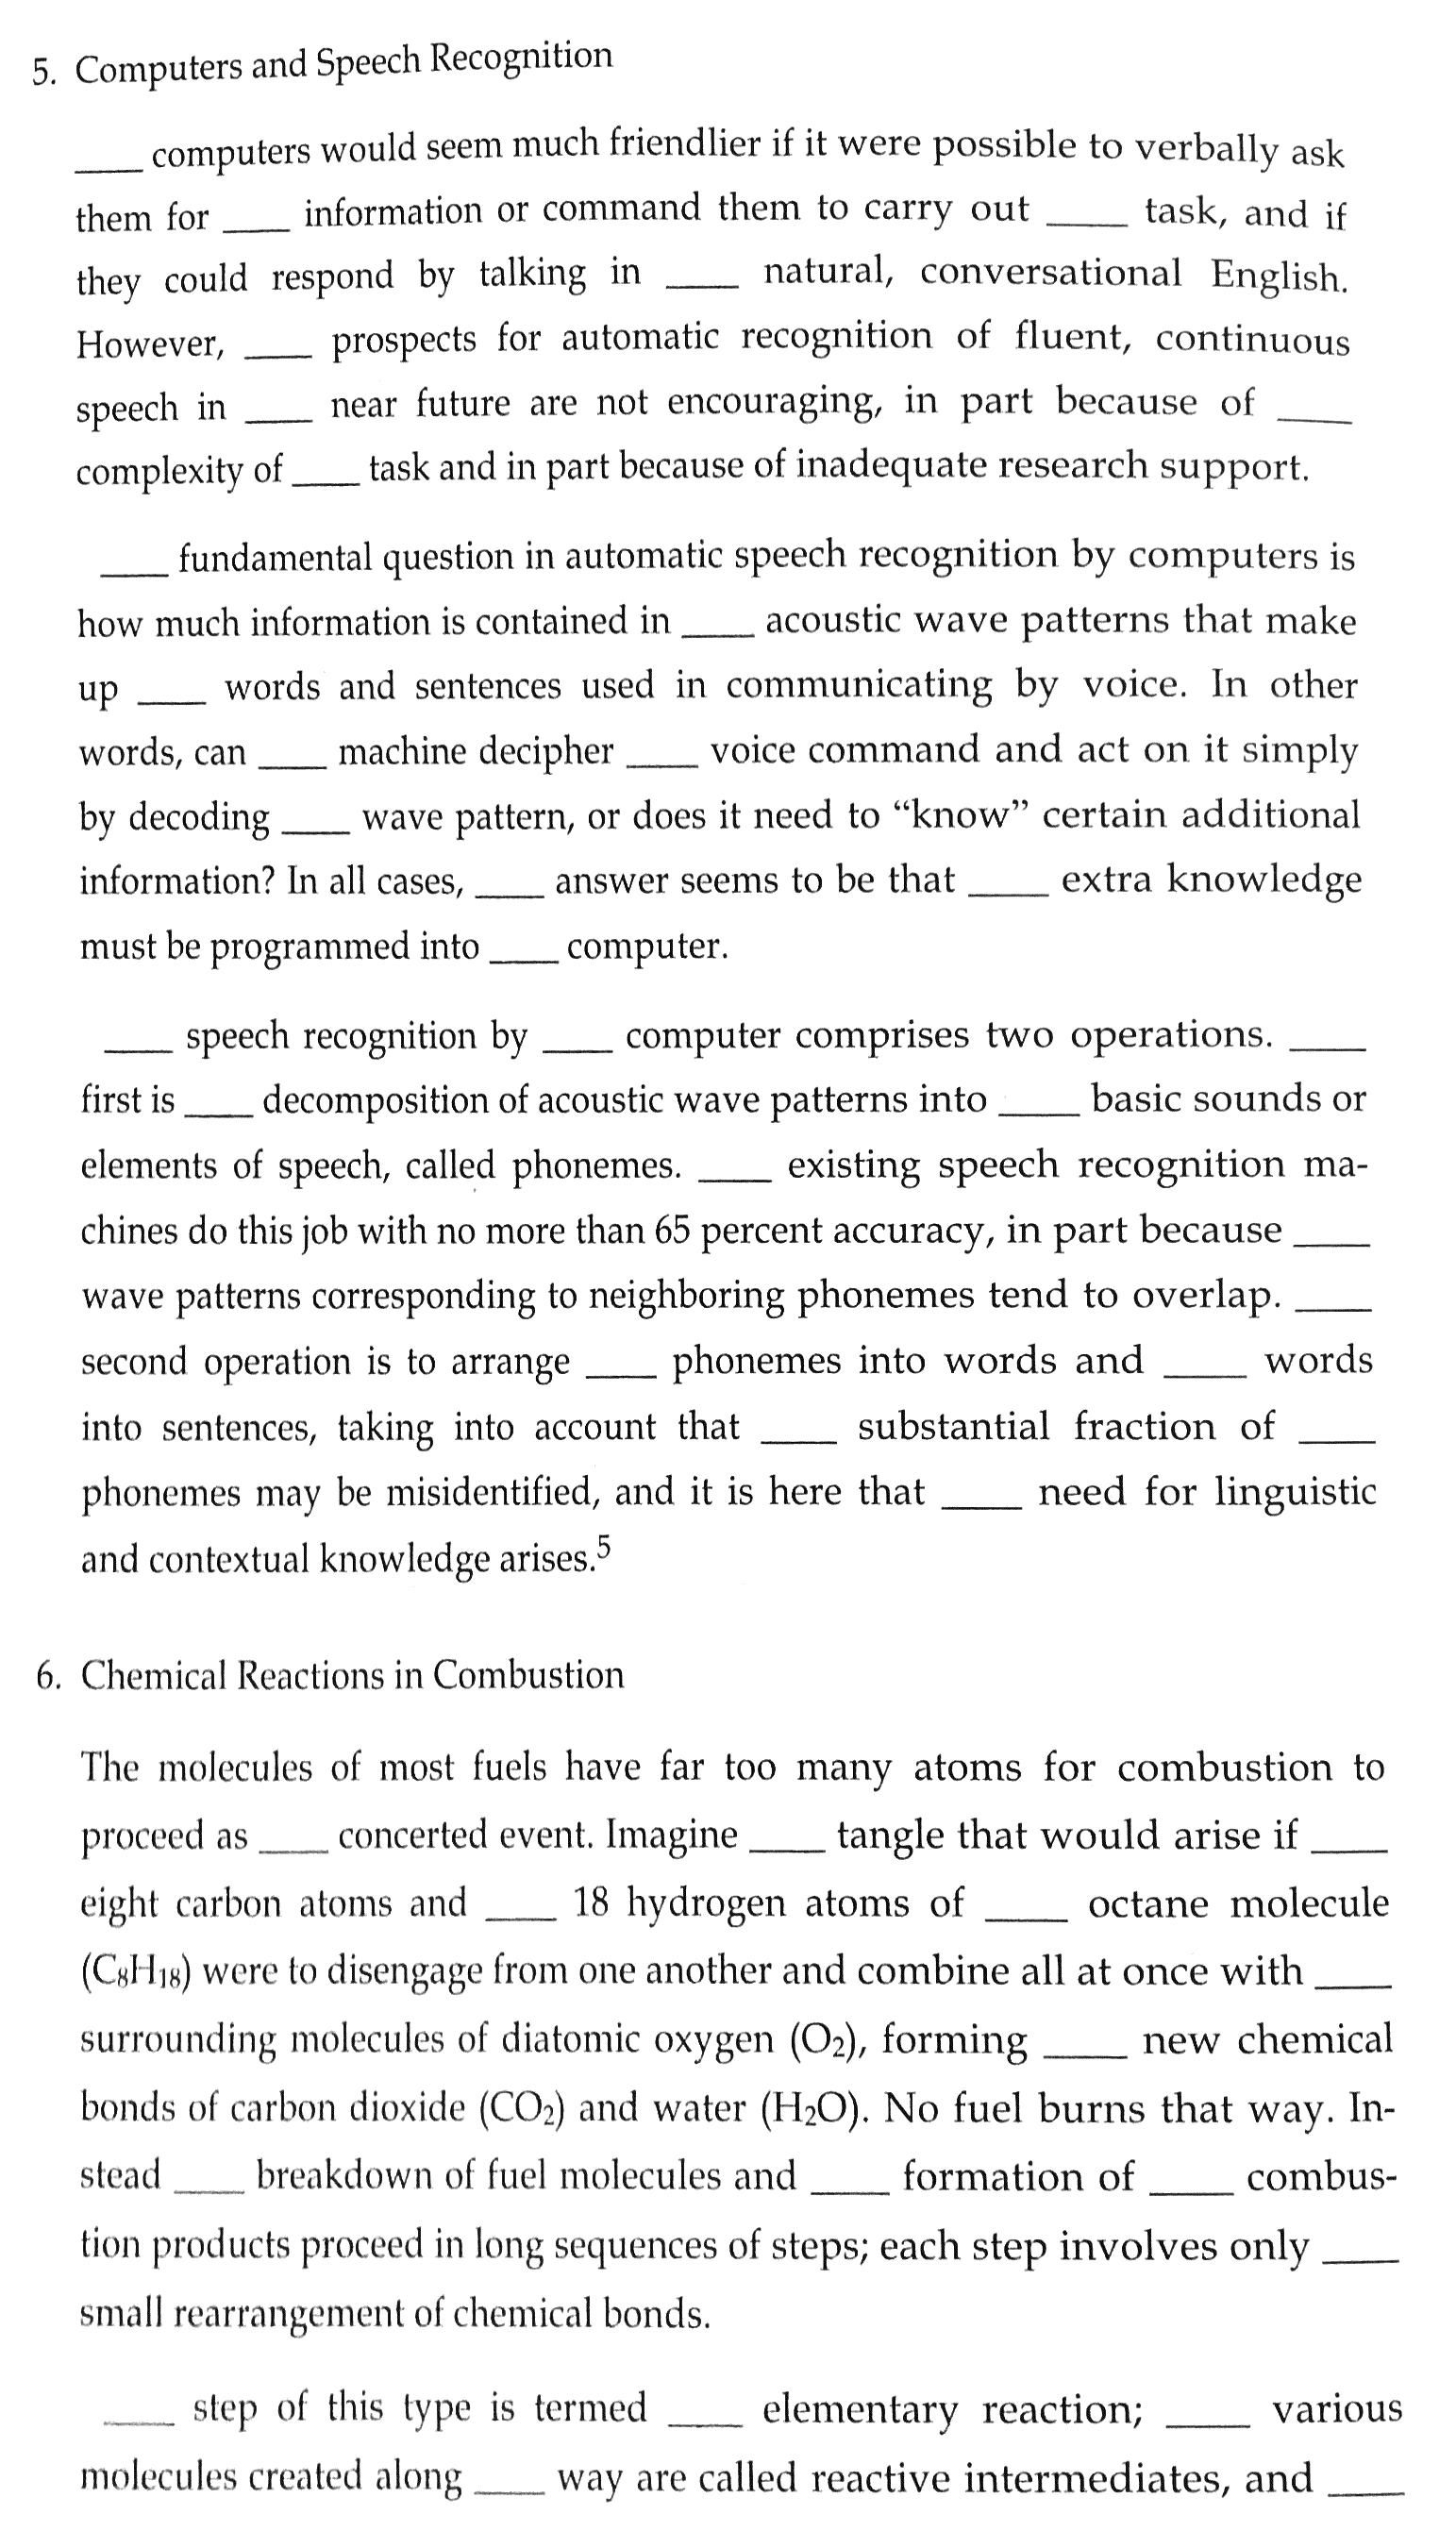 5. Computers and Speech Recognition
____ computers would seem much friendlier if it were possible to verbally ask
them for ____ information or command them to carry out ____ task, and if
they could respond by talking in ____ natural, conversational English.
However, ____ prospects for automatic recognition of fluent, continuous
speech in ____ near future are not encouraging, in part because of ____
complexity of ____ task and in part because of inadequate research support.
____ fundamental question in automatic speech recognition by computers is
how much information is contained in ____ acoustic wave patterns that make
up ____ words and sentences used in communicating by voice. In other
words, can ____ machine decipher ____ voice command and act on it simply
by decoding ____ wave pattern, or does it need to “know” certain additional
information? In all cases, ____ answer seems to be that ____ extra knowledge
must be programmed into ____ computer.
____ speech recognition by ____ computer comprises two operations. ____
first is ____ decomposition of acoustic wave patterns into ____ basic sounds or
elements of speech, called phonemes. ____ existing speech recognition ma-
chines do this job with no more than 65 percent accuracy, in part because ____
wave patterns corresponding to neighboring phonemes tend to overlap. ____
second operation is to arrange ____ phonemes into words and ____ words
into sentences, taking into account that ____ substantial fraction of ____
phonemes may be misidentified, and it is here that ____ need for linguistic
and contextual knowledge arises.⁵
6. Chemical Reactions in Combustion
The molecules of most fuels have far too many atoms for combustion to
proceed as ____ concerted event. Imagine ____ tangle that would arise if ____
eight carbon atoms and ____ 18 hydrogen atoms of ____ octane molecule
(C₈H₁₈) were to disengage from one another and combine all at once with ____
surrounding molecules of diatomic oxygen (O₂), forming ____ new chemical
bonds of carbon dioxide (CO₂) and water (H₂O). No fuel burns that way. In-
stead ____ breakdown of fuel molecules and ____ formation of ____ combus-
tion products proceed in long sequences of steps; each step involves only ____
small rearrangement of chemical bonds.
____ step of this type is termed ____ elementary reaction; ____ various
molecules created along ____ way are called reactive intermediates, and ____